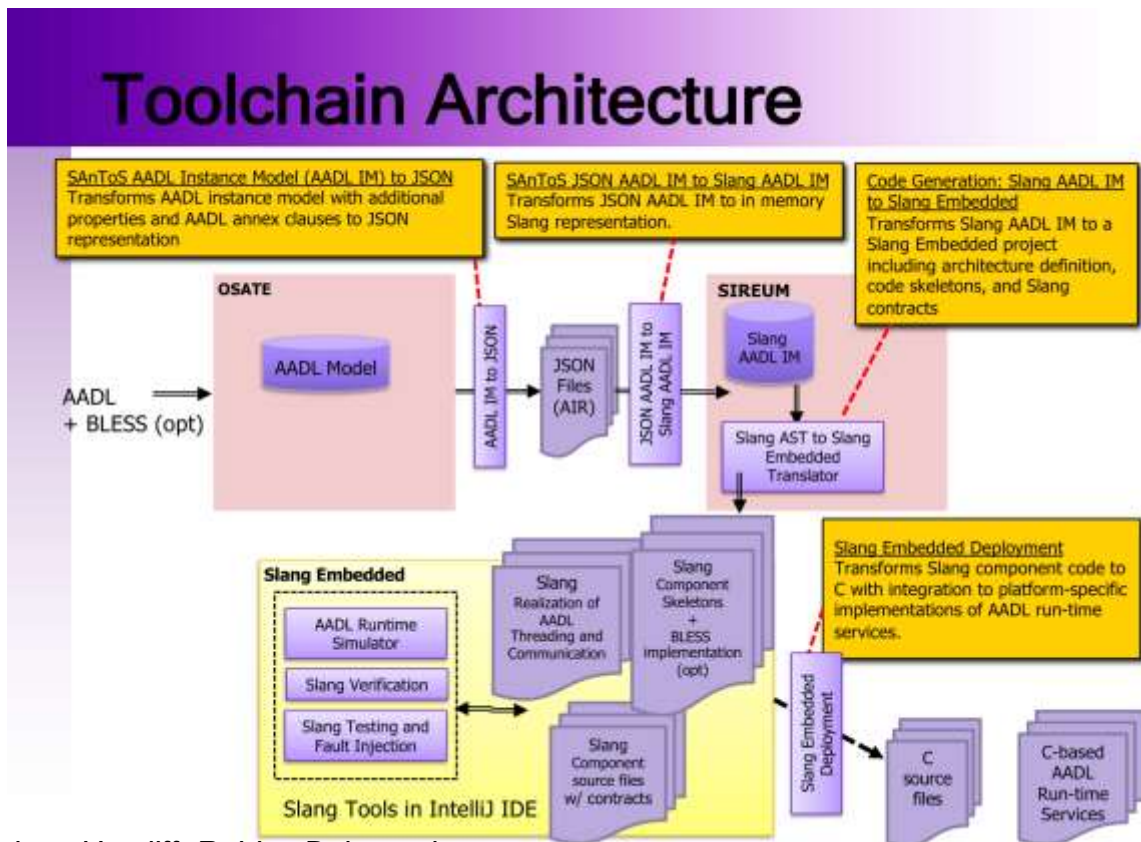 Toolchain Architecture
SAnToS AADL Instance Model (AADL IM) to JSON
Transforms AADL instance model with additional
properties and AADL annex clauses to JSON
representation
SAnToS JSON AADL IM to Slang AADL IM
Transforms JSON AADL IM to in memory
Slang representation.
Code Generation: Slang AADL IM
to Slang Embedded
Transforms Slang AADL IM to a
Slang Embedded project
including architecture definition,
code skeletons, and Slang
contracts
OSATE
AADL Model
AADL
+ BLESS (opt)
AADL IM to JSON
JSON
Files
(AIR)
JSON AADL IM to
Slang AADL IM
SIREUM
Slang
AADL IM
Slang AST to Slang
Embedded
Translator
Slang Embedded
AADL Runtime
Simulator
Slang Verification
Slang Testing and
Fault Injection
Slang Tools in IntelliJ IDE
Slang
Realization of
AADL
Threading and
Communication
Slang
Component
Skeletons
+
BLESS
implementation
(opt)
Slang
Component
source files
w/ contracts
Slang Embedded Deployment
Transforms Slang component code to
C with integration to platform-specific
implementations of AADL run-time
services.
Slang Embedded
Deployment
C
source
files
C-based
AADL
Run-time
Services